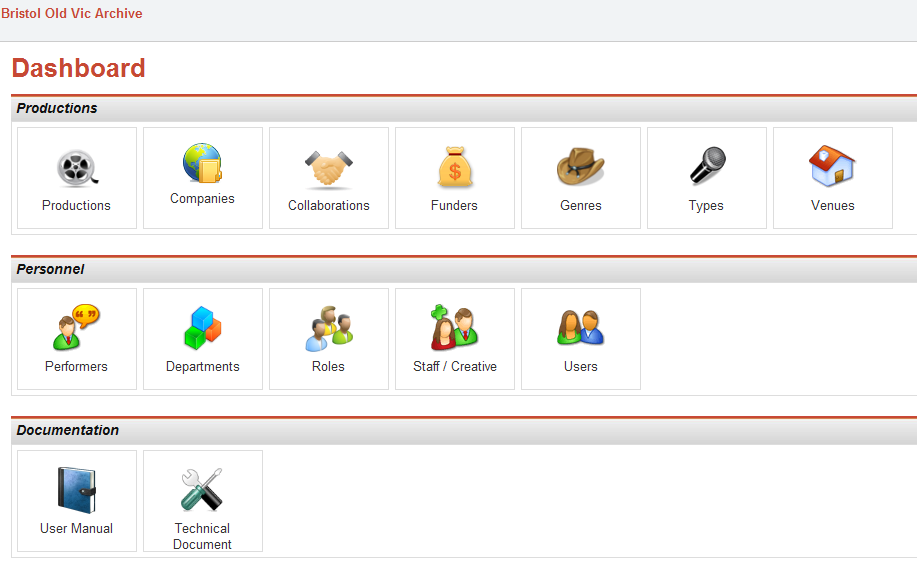 Bristol Old Vic Archive
Dashboard
Productions
Productions
Companies
Collaborations
Funders
Genres
Types
Venues
Personnel
Performers
Departments
Roles
Staff / Creative
Users
Documentation
User Manual
Technical
Document